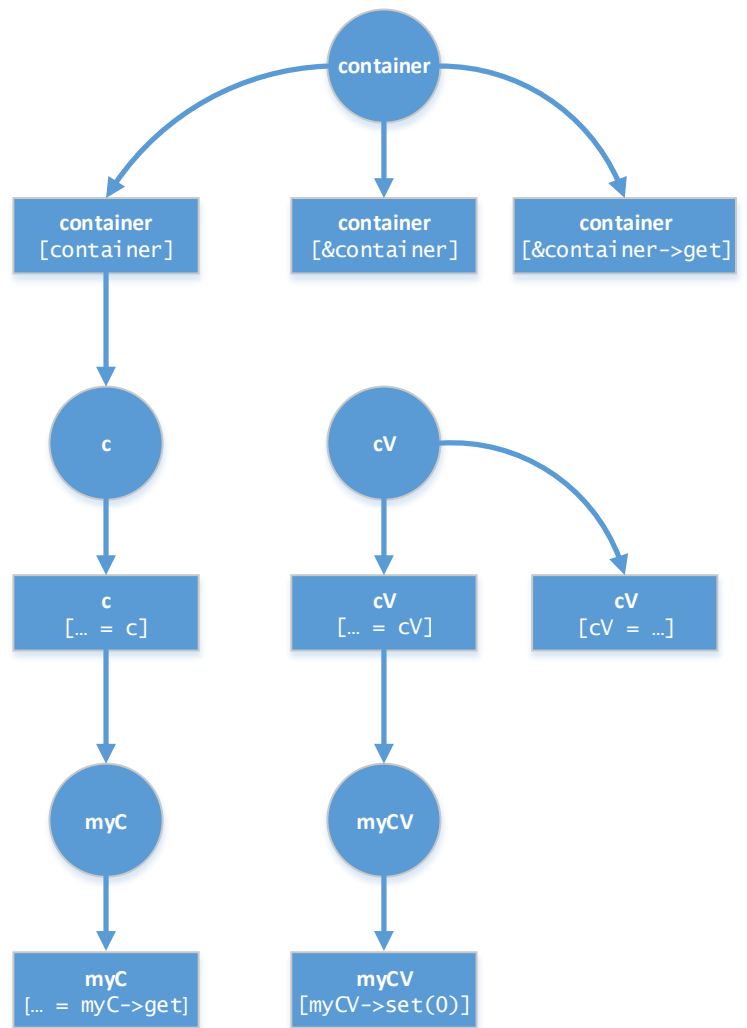 container
container
[container]
container
[&container]
container
[&container->get]
c
cV
c
[… = c]
cV
[… = cV]
cV
[cV = …]
myC
myCV
myC
[… = myC->get]
myCV
[myCV->set(0)]